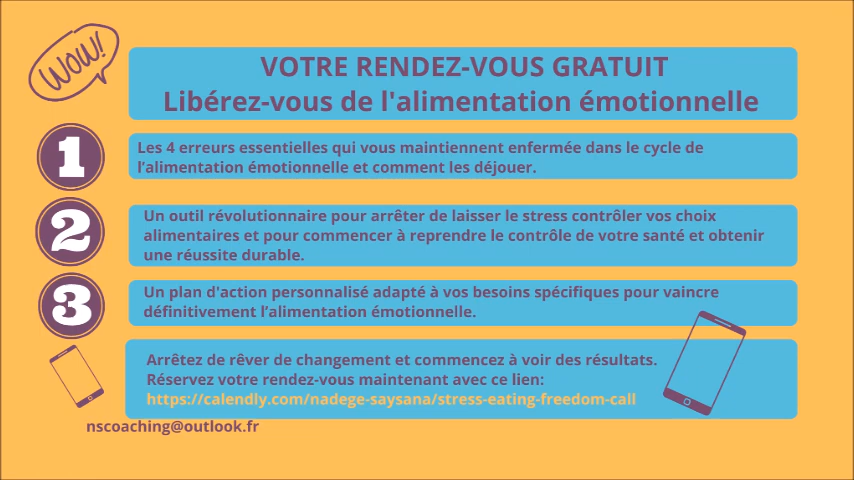 WOW!
VOTRE RENDEZ-VOUS GRATUIT
Libérez-vous de l'alimentation émotionnelle
1
Les 4 erreurs essentielles qui vous maintiennent enfermée dans le cycle de
l’alimentation émotionnelle et comment les déjouer.
2
Un outil révolutionnaire pour arrêter de laisser le stress contrôler vos choix
alimentaires et pour commencer à reprendre le contrôle de votre santé et obtenir
une réussite durable.
3
Un plan d'action personnalisé adapté à vos besoins spécifiques pour vaincre
définitivement l’alimentation émotionnelle.
Arrêtez de rêver de changement et commencez à voir des résultats.
Réservez votre rendez-vous maintenant avec ce lien:
https://calendly.com/nadege-saysana/stress-eating-freedom-call
nscoaching@outlook.fr